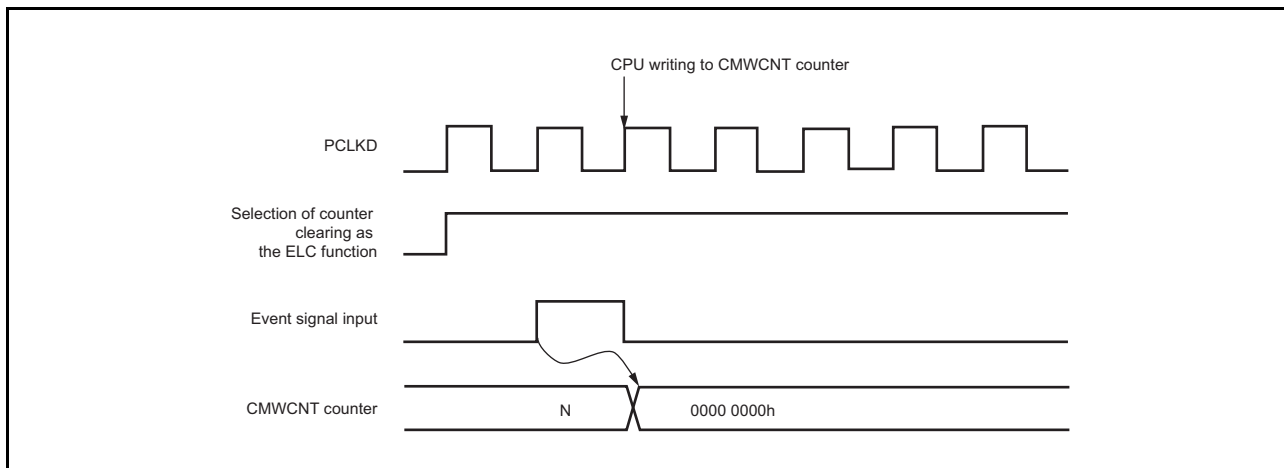 CPU writing to CMWCNT counter
PCLKD
Selection of counter
clearing as
the ELC function
Event signal input
CMWCNT counter
N
0000 0000h